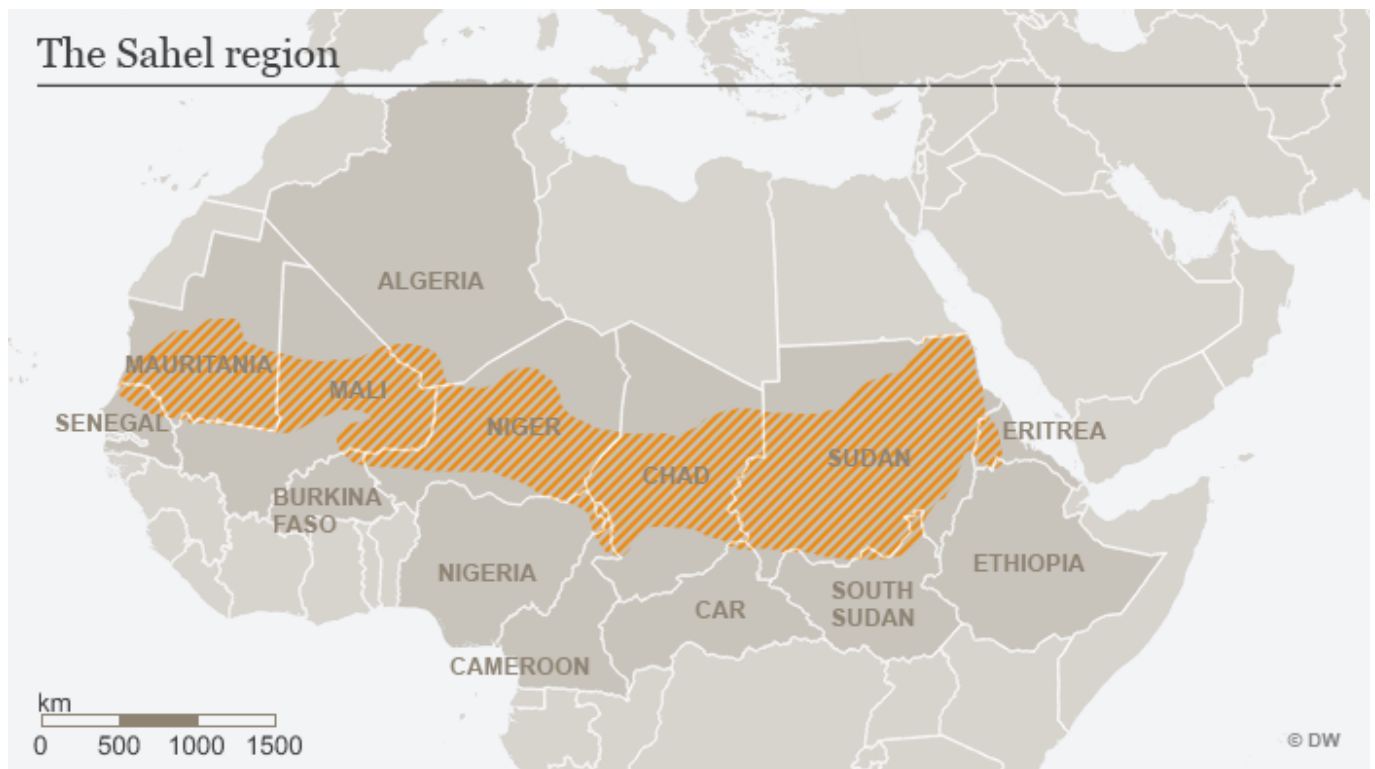 The Sahel region
ALGERIA
MAURITANIA
MALI
SENEGAL
NIGER
ERITREA
SUDAN
CHAD
BURKINA
FASO
NIGERIA
ETHIOPIA
SOUTH
SUDAN
CAR
CAMEROON
km
0 500 1000 1500
© DW